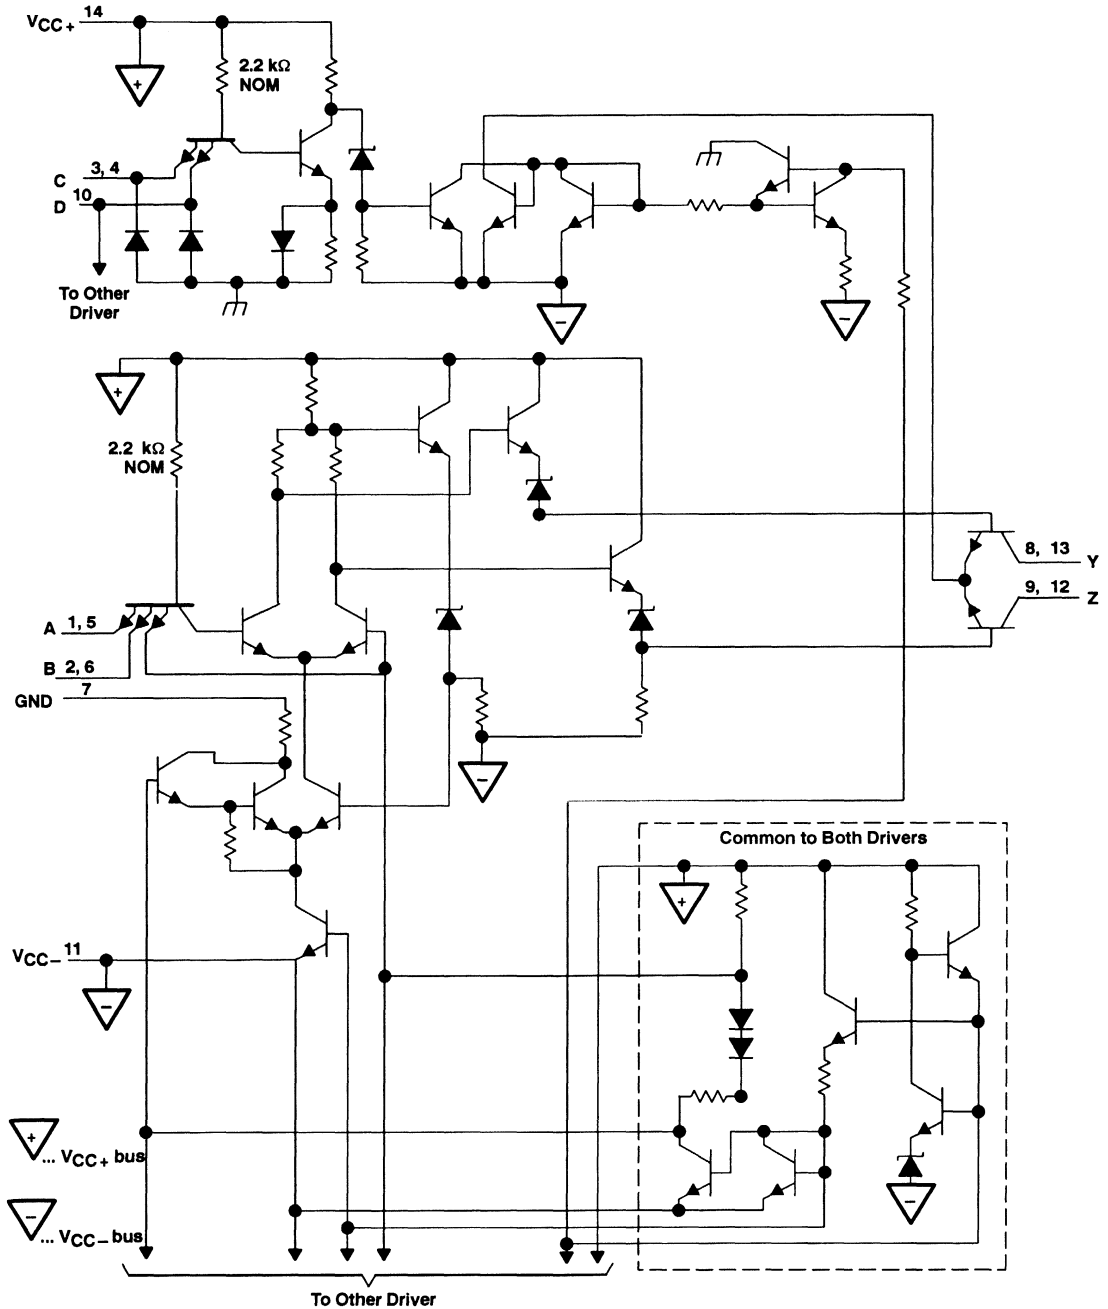 VCC+ 14
+
2.2 kΩ
NOM
C 3, 4
D 10
To Other
Driver
−
−
+
2.2 kΩ
NOM
8, 13 Y
9, 12 Z
A 1, 5
B 2, 6
GND 7
−
Common to Both Drivers
+
VCC− 11
−
+ ... VCC+ bus
−
− ... VCC− bus
To Other Driver